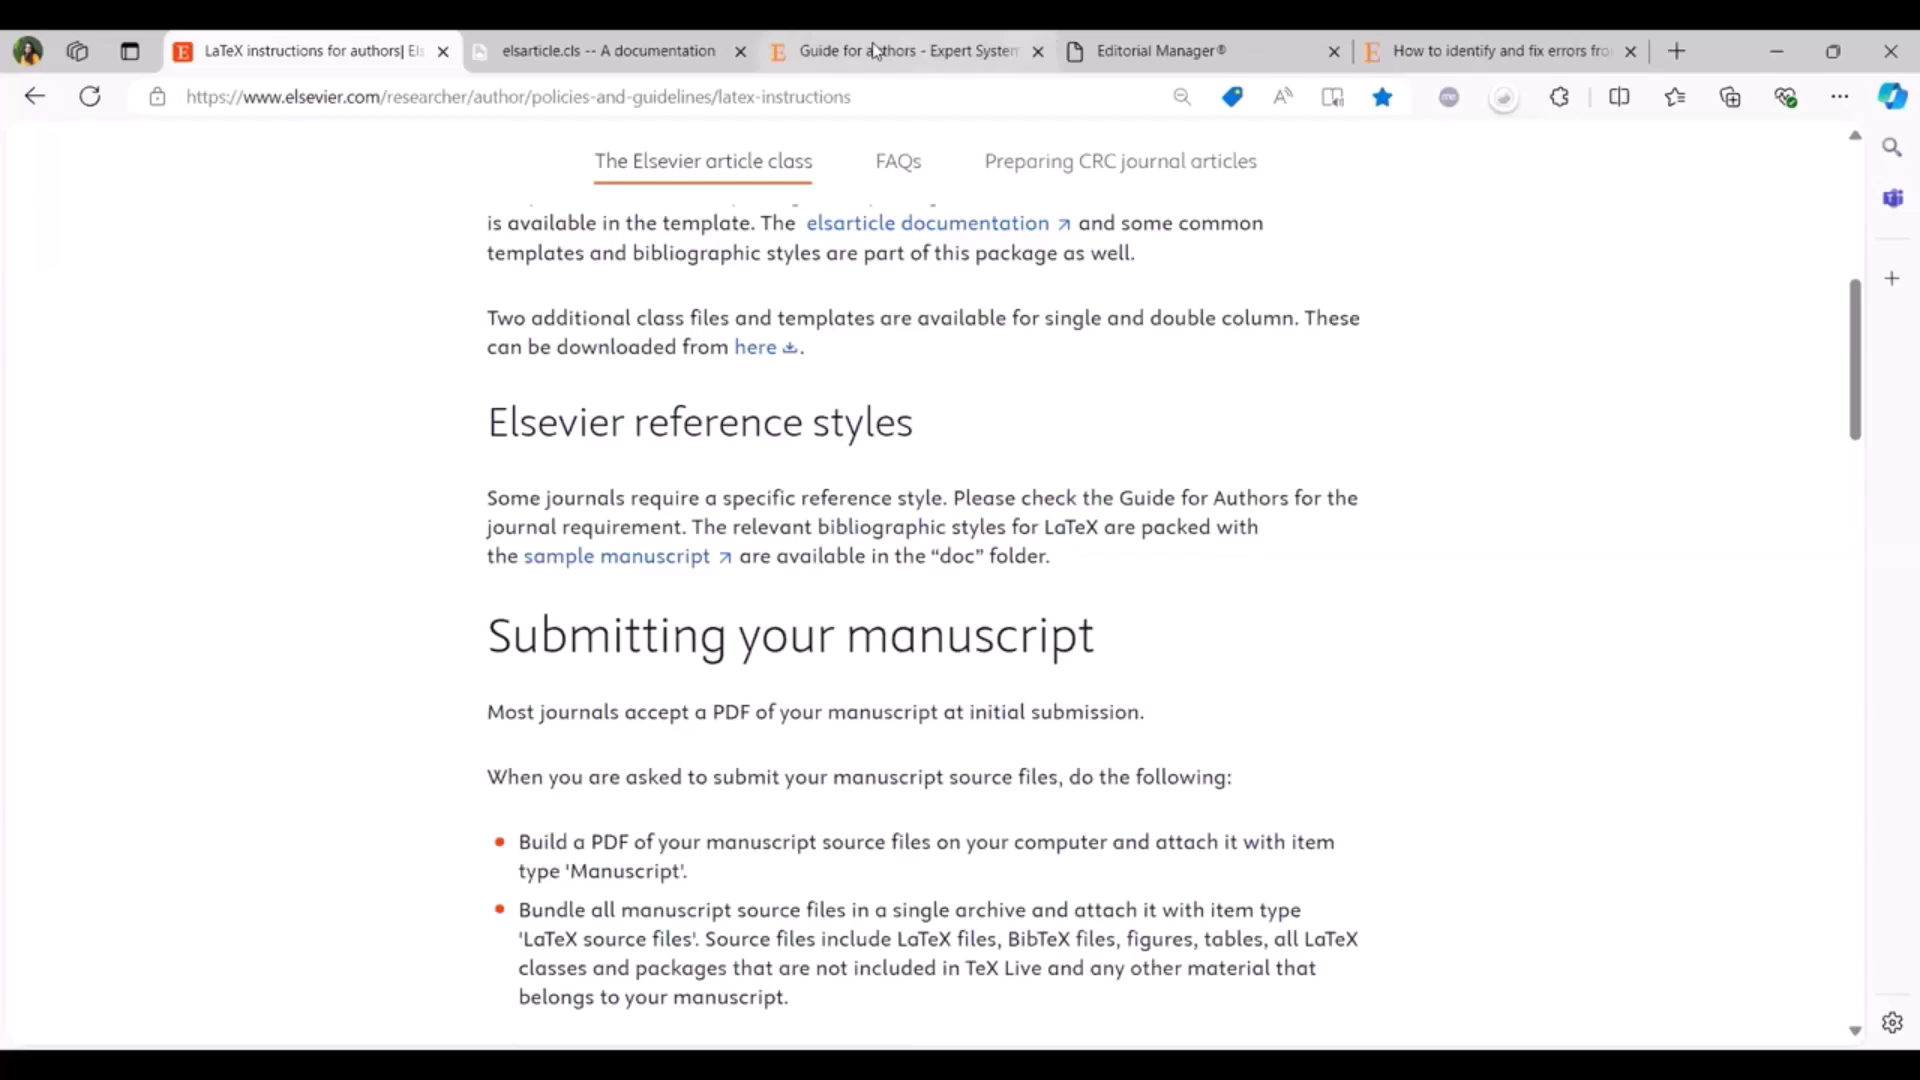 LaTeX instructions for authors| Els
elsarticle.cls -- A documentation
Guide for authors - Expert System
Editorial Manager®
How to identify and fix errors fro
https://www.elsevier.com/researcher/author/policies-and-guidelines/latex-instructions
The Elsevier article class
FAQs
Preparing CRC journal articles
is available in the template. The elsarticle documentation ↗ and some common
templates and bibliographic styles are part of this package as well.
Two additional class files and templates are available for single and double column. These
can be downloaded from here.
Elsevier reference styles
Some journals require a specific reference style. Please check the Guide for Authors for the
journal requirement. The relevant bibliographic styles for LaTeX are packed with
the sample manuscript ↗ are available in the “doc” folder.
Submitting your manuscript
Most journals accept a PDF of your manuscript at initial submission.
When you are asked to submit your manuscript source files, do the following:
• Build a PDF of your manuscript source files on your computer and attach it with item
type 'Manuscript'.
• Bundle all manuscript source files in a single archive and attach it with item type
'LaTeX source files'. Source files include LaTeX files, BibTeX files, figures, tables, all LaTeX
classes and packages that are not included in TeX Live and any other material that
belongs to your manuscript.